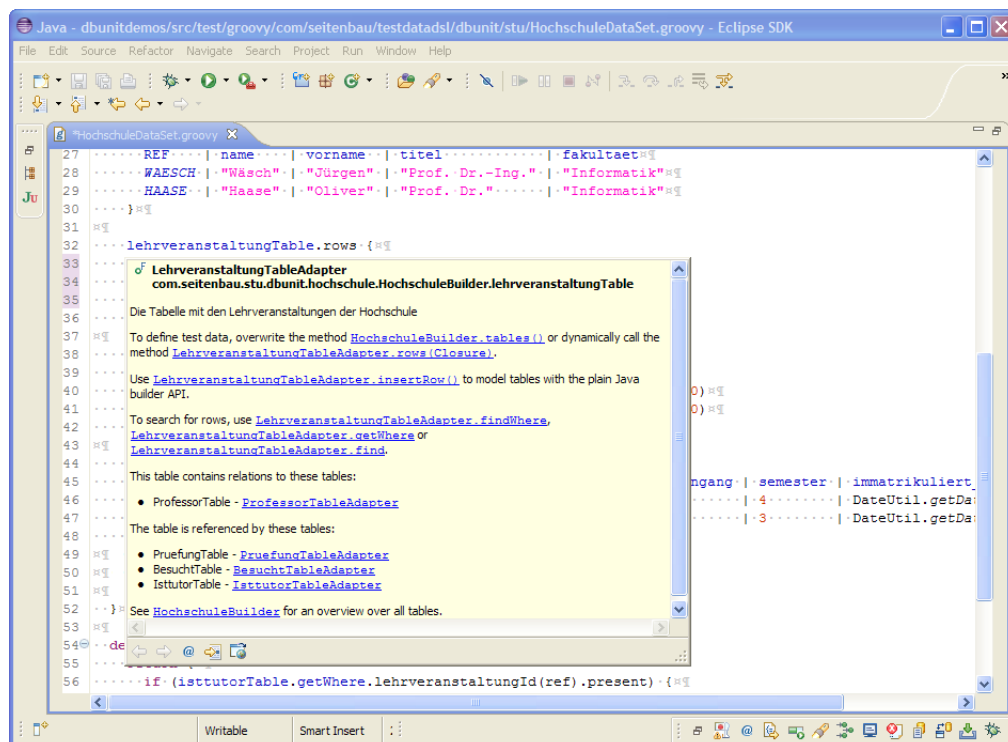 Java - dbunitdemos/src/test/groovy/com/seitenbau/testdatadsl/dbunit/stu/HochschuleDataSet.groovy - Eclipse SDK
File Edit Source Refactor Navigate Search Project Run Window Help
*HochschuleDataSet.groovy
27 REF | name | vorname | titel | fakultaet
28 WAESCH | "Wäsch" | "Jürgen" | "Prof. Dr.-Ing." | "Informatik"
29 HAASE | "Haase" | "Oliver" | "Prof. Dr." | "Informatik"
30 }
31
32 lehrveranstaltungTable.rows {
33
34
35
36
37
38
39
40 0)
41 0)
42
43
44
45 ngang | semester | immatrikuliert_
46 | 4 | DateUtil.getDa
47 | 3 | DateUtil.getDa
48
49
50
51
52 }
53
54 de
55
56 if (isttutorTable.getWhere.lehrveranstaltungId(ref).present) {
LehrveranstaltungTableAdapter
com.seitenbau.stu.dbunit.hochschule.HochschuleBuilder.lehrveranstaltungTable
Die Tabelle mit den Lehrveranstaltungen der Hochschule
To define test data, overwrite the method HochschuleBuilder.tables() or dynamically call the
method LehrveranstaltungTableAdapter.rows(Closure).
Use LehrveranstaltungTableAdapter.insertRow() to model tables with the plain Java
builder API.
To search for rows, use LehrveranstaltungTableAdapter.findWhere,
LehrveranstaltungTableAdapter.getWhere or
LehrveranstaltungTableAdapter.find.
This table contains relations to these tables:
• ProfessorTable - ProfessorTableAdapter
The table is referenced by these tables:
• PruefungTable - PruefungTableAdapter
• BesuchtTable - BesuchtTableAdapter
• IsttutorTable - IsttutorTableAdapter
See HochschuleBuilder for an overview over all tables.
Writable
Smart Insert
: